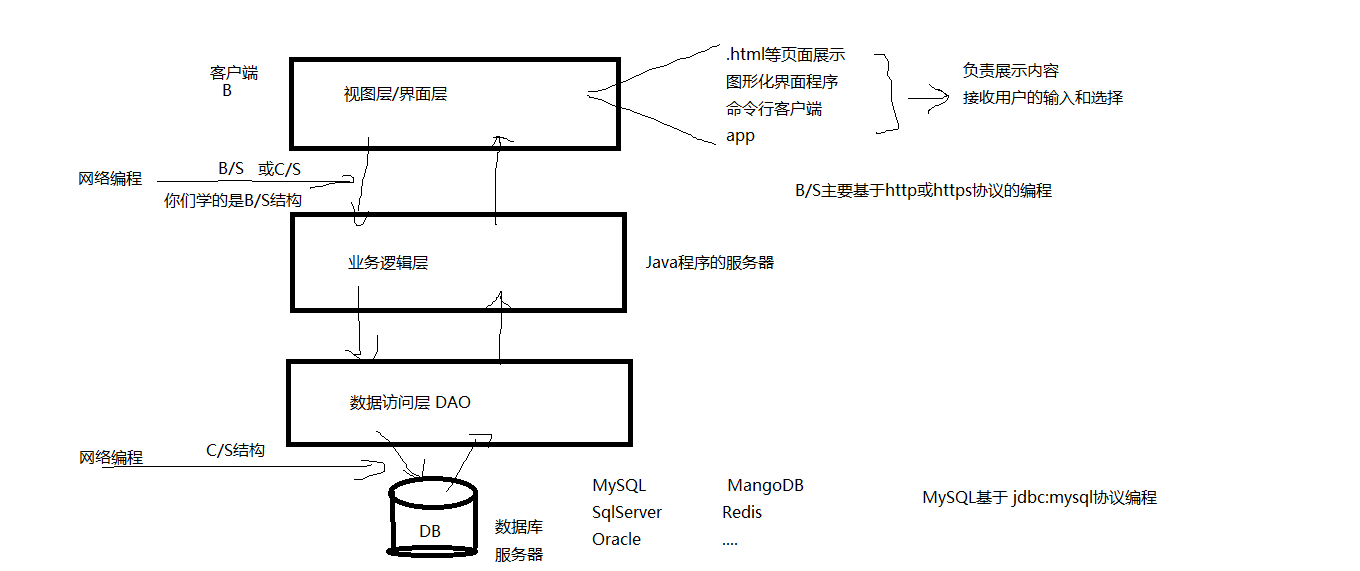 .html等页面展示
客户端
B
视图层/界面层
图形化界面程序
命令行客户端
app
负责展示内容
接收用户的输入和选择
网络编程
B/S 或C/S
你们学的是B/S结构
B/S主要基于http或https协议的编程
业务逻辑层
Java程序的服务器
数据访问层 DAO
网络编程
C/S结构
DB
数据库
服务器
MySQL
MangoDB
SqlServer
Redis
Oracle
....
MySQL基于 jdbc:mysql协议编程